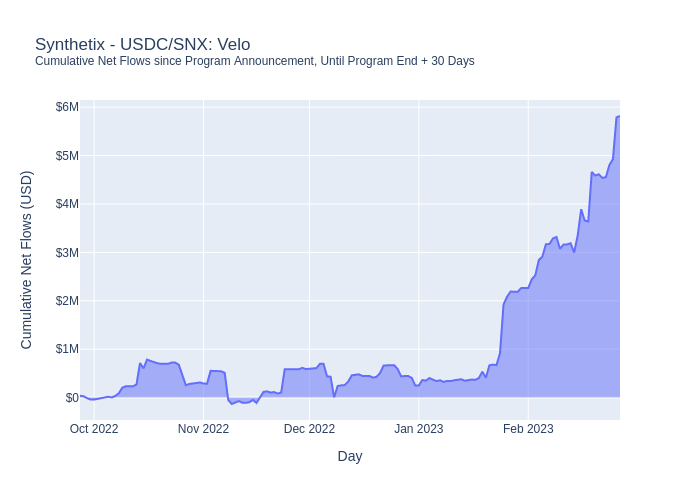 Synthetix - USDC/SNX: Velo
Cumulative Net Flows since Program Announcement, Until Program End + 30 Days
Cumulative Net Flows (USD)
$6M
$5M
$4M
$3M
$2M
$1M
$0
Oct 2022
Nov 2022
Dec 2022
Jan 2023
Feb 2023
Day